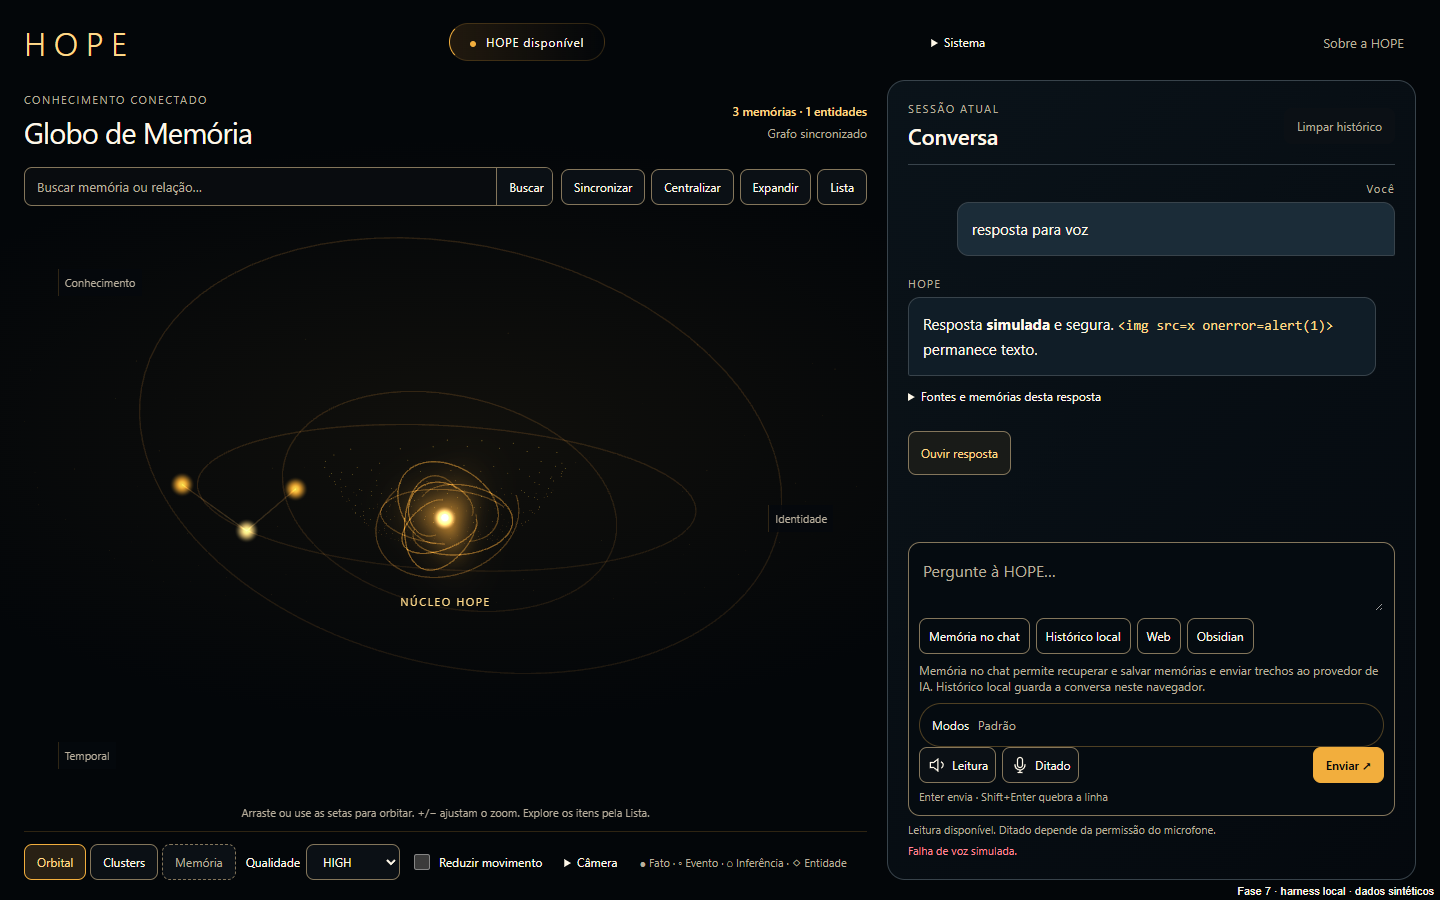 HOPE
● HOPE disponível
▶ Sistema
Sobre a HOPE
CONHECIMENTO CONECTADO
Globo de Memória
3 memórias · 1 entidades
Grafo sincronizado
Buscar memória ou relação...
Buscar
Sincronizar
Centralizar
Expandir
Lista
Conhecimento
Identidade
NÚCLEO HOPE
Temporal
Arraste ou use as setas para orbitar. +/− ajustam o zoom. Explore os itens pela Lista.
Orbital
Clusters
Memória
Qualidade
HIGH
Reduzir movimento
▶ Câmera
● Fato · ◦ Evento · ○ Inferência · ◇ Entidade
SESSÃO ATUAL
Conversa
Limpar histórico
Você
resposta para voz
HOPE
Resposta simulada e segura. <img src=x onerror=alert(1)>
permanece texto.
▶ Fontes e memórias desta resposta
Ouvir resposta
Pergunte à HOPE...
Memória no chat
Histórico local
Web
Obsidian
Memória no chat permite recuperar e salvar memórias e enviar trechos ao provedor de
IA. Histórico local guarda a conversa neste navegador.
Modos Padrão
Leitura
Ditado
Enviar ↗
Enter envia · Shift+Enter quebra a linha
Leitura disponível. Ditado depende da permissão do microfone.
Falha de voz simulada.
Fase 7 · harness local · dados sintéticos